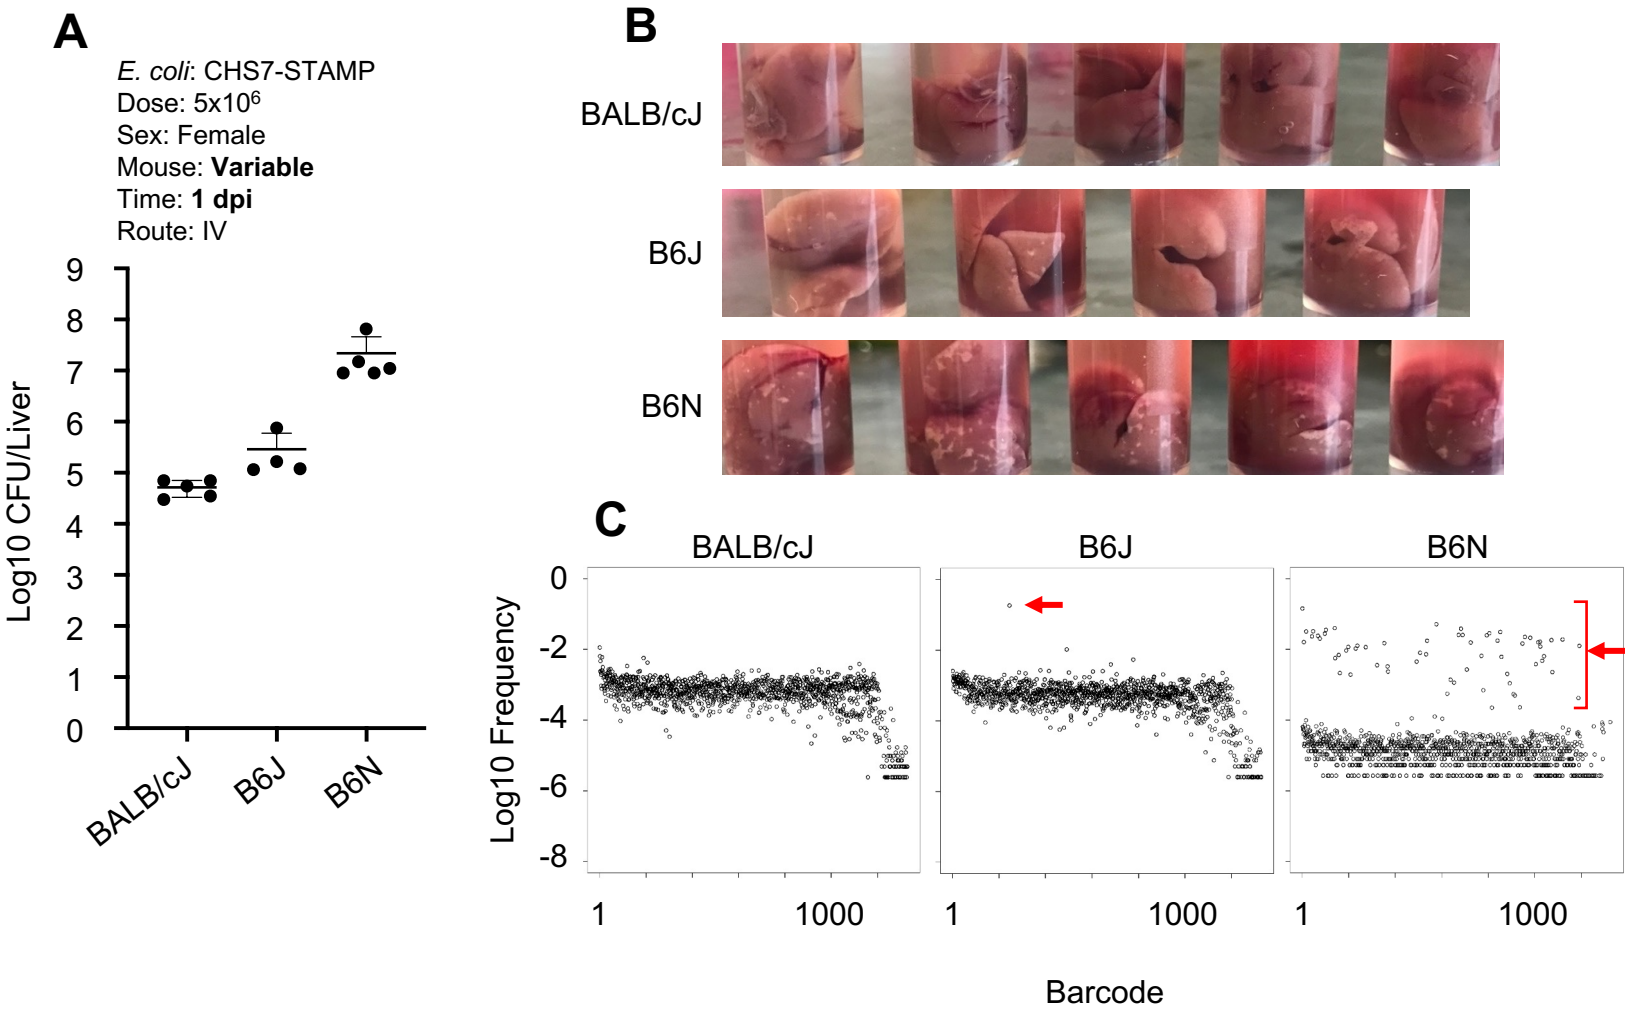 A
E. coli: CHS7-STAMP
Dose: 5x10⁶
Sex: Female
Mouse: Variable
Time: 1 dpi
Route: IV
Log10 CFU/Liver
9
8
7
6
5
4
3
2
1
0
BALB/cJ
B6J
B6N
B
BALB/cJ
B6J
B6N
C
BALB/cJ
B6J
B6N
Log10 Frequency
0
-2
-4
-6
-8
1
1000
1
1000
1
1000
Barcode